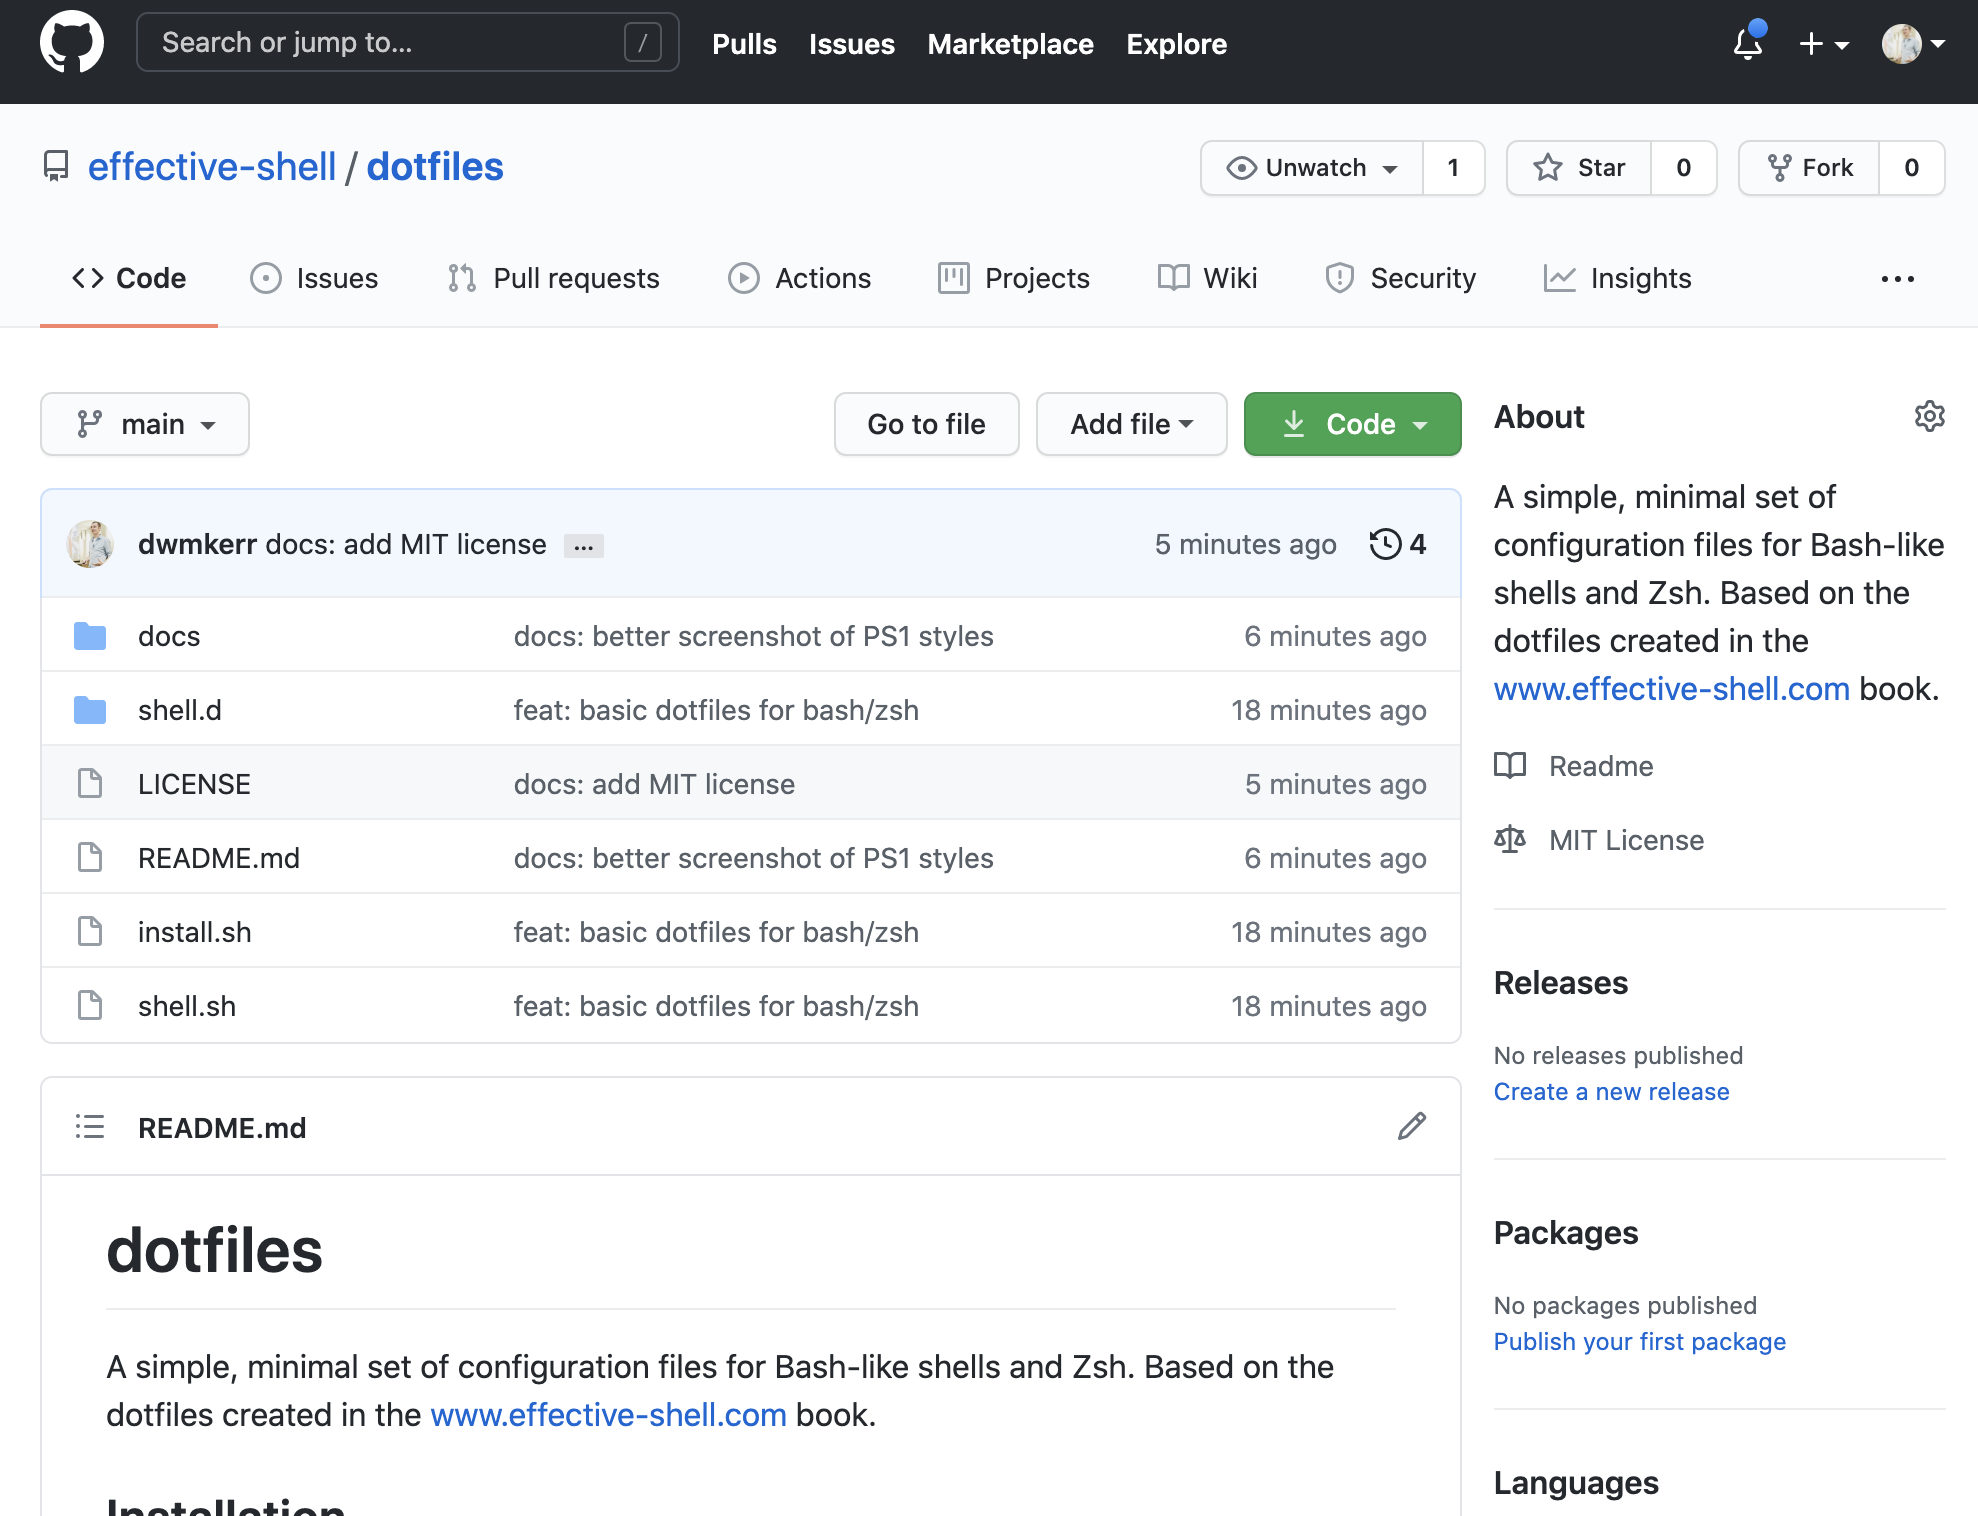 Search or jump to... /
Pulls Issues Marketplace Explore
effective-shell / dotfiles
Unwatch 1
Star 0
Fork 0
Code Issues Pull requests Actions Projects Wiki Security Insights ...
main
Go to file
Add file
Code
dwmkerr docs: add MIT license ... 5 minutes ago 4
docs docs: better screenshot of PS1 styles 6 minutes ago
shell.d feat: basic dotfiles for bash/zsh 18 minutes ago
LICENSE docs: add MIT license 5 minutes ago
README.md docs: better screenshot of PS1 styles 6 minutes ago
install.sh feat: basic dotfiles for bash/zsh 18 minutes ago
shell.sh feat: basic dotfiles for bash/zsh 18 minutes ago
README.md
dotfiles
A simple, minimal set of configuration files for Bash-like shells and Zsh. Based on the
dotfiles created in the www.effective-shell.com book.
Installation
About
A simple, minimal set of
configuration files for Bash-like
shells and Zsh. Based on the
dotfiles created in the
www.effective-shell.com book.
Readme
MIT License
Releases
No releases published
Create a new release
Packages
No packages published
Publish your first package
Languages